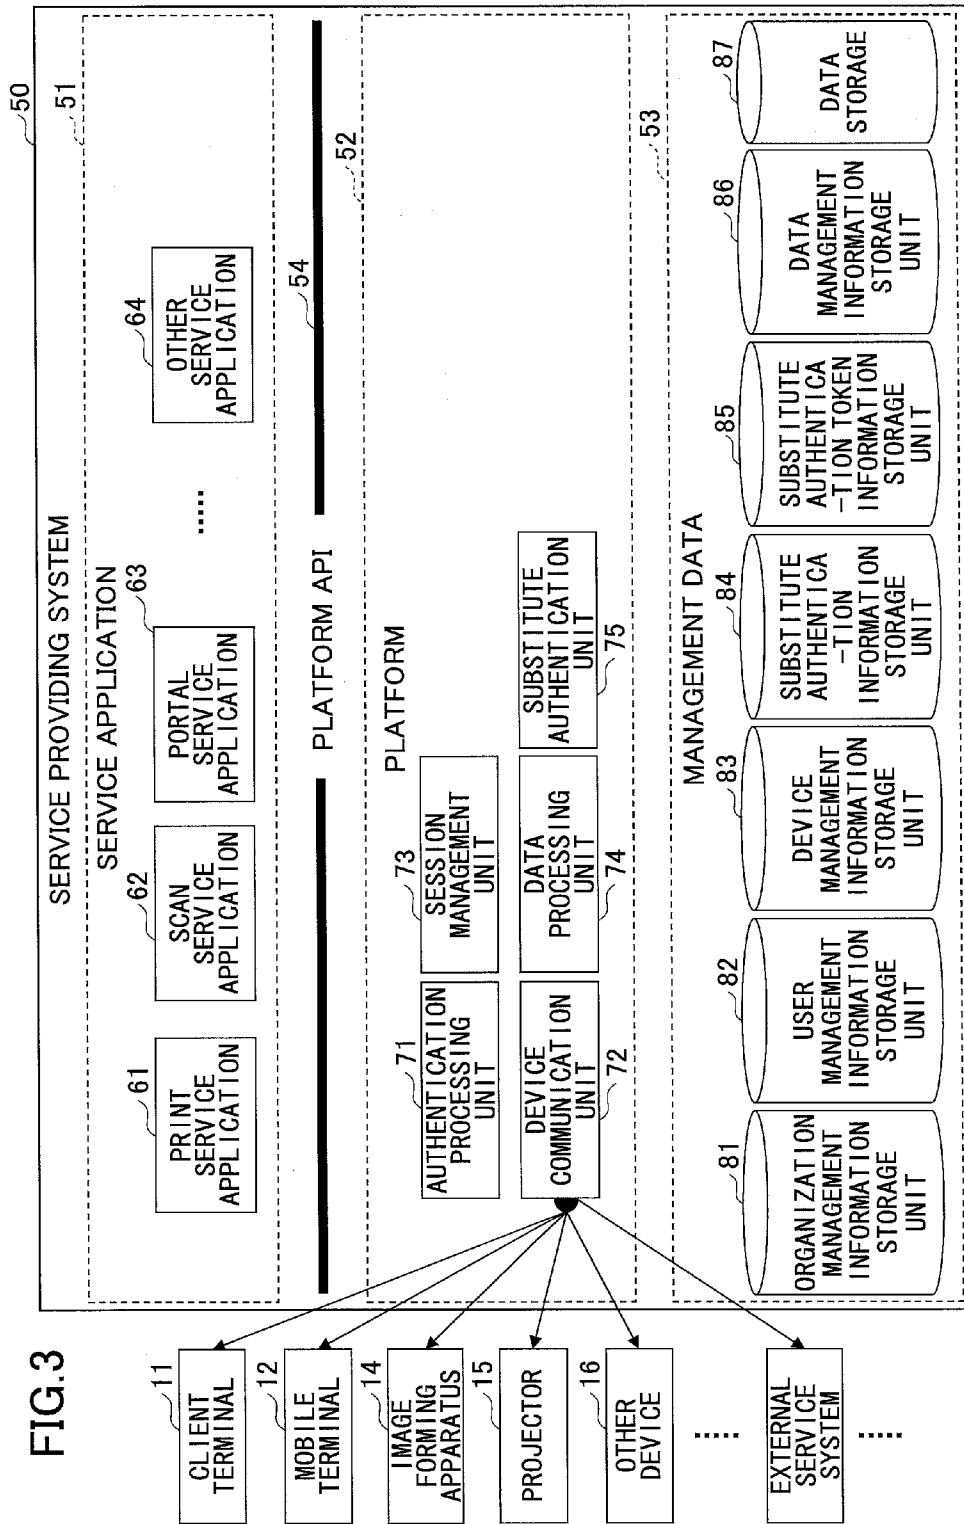 FIG.3
SERVICE PROVIDING SYSTEM
50
SERVICE APPLICATION
51
61
PRINT
SERVICE
APPLICATION
62
SCAN
SERVICE
APPLICATION
63
PORTAL
SERVICE
APPLICATION
.....
64
OTHER
SERVICE
APPLICATION
PLATFORM API
54
PLATFORM
52
71
AUTHENTICATION
PROCESSING
UNIT
73
SESSION
MANAGEMENT
UNIT
DEVICE
COMMUNICATION
UNIT
72
DATA
PROCESSING
UNIT
74
SUBSTITUTE
AUTHENTICATION
UNIT
75
MANAGEMENT DATA
53
81
ORGANIZATION
MANAGEMENT
INFORMATION
STORAGE
UNIT
82
USER
MANAGEMENT
INFORMATION
STORAGE
UNIT
83
DEVICE
MANAGEMENT
INFORMATION
STORAGE
UNIT
84
SUBSTITUTE
AUTHENTICA
-TION
INFORMATION
STORAGE
UNIT
85
SUBSTITUTE
AUTHENTICA
-TION TOKEN
INFORMATION
STORAGE
UNIT
86
DATA
MANAGEMENT
INFORMATION
STORAGE
UNIT
87
DATA
STORAGE
11
CLIENT
TERMINAL
12
MOBILE
TERMINAL
14
IMAGE
FORMING
APPARATUS
15
PROJECTOR
16
OTHER
DEVICE
.....
EXTERNAL
SERVICE
SYSTEM
.....